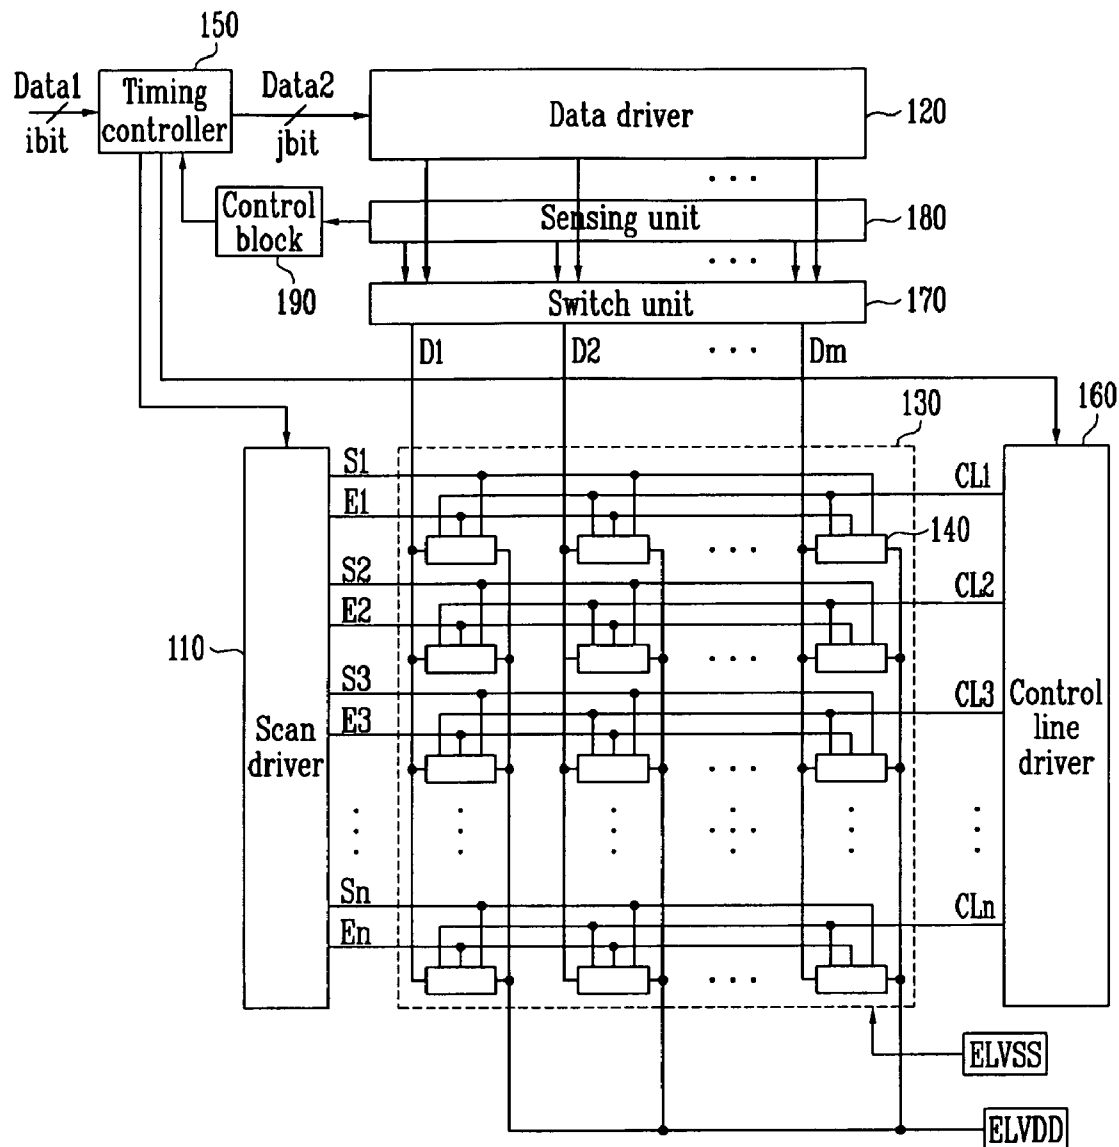 150
Data1
ibit
Timing
controller
Data2
jbit
Data driver
120
Control
block
190
Sensing unit
180
Switch unit
170
D1
D2
Dm
130
160
S1
E1
CL1
140
S2
E2
CL2
110
S3
E3
CL3
Scan
driver
Control
line
driver
Sn
En
CLn
ELVSS
ELVDD